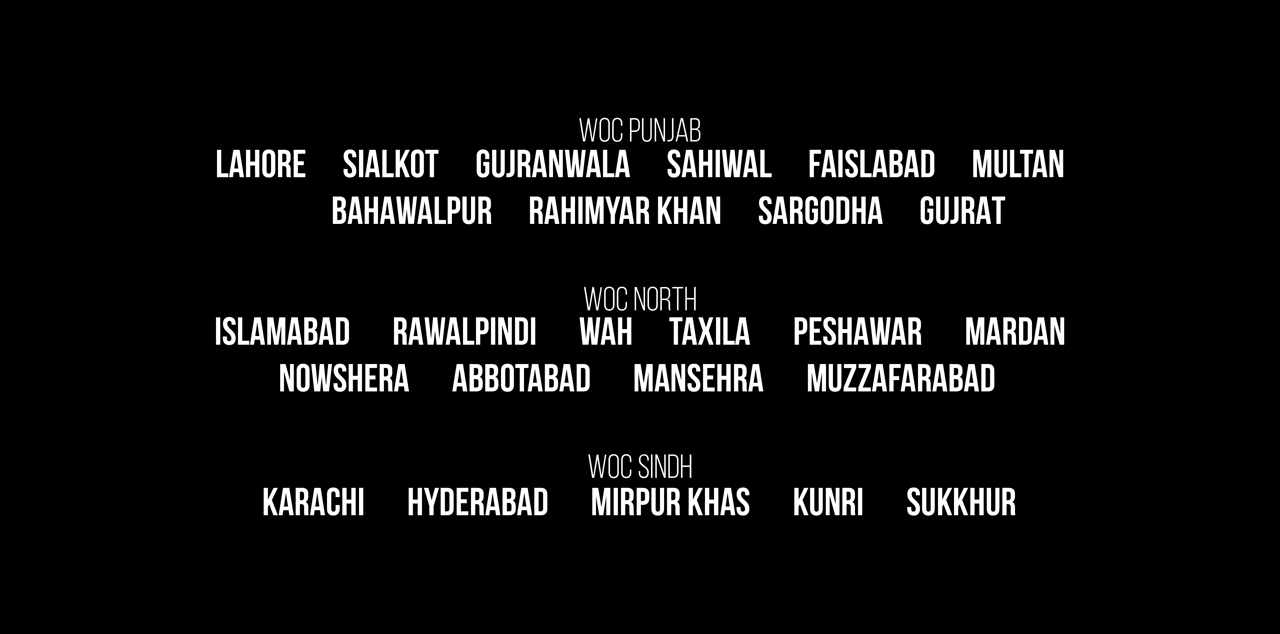 WOC PUNJAB
LAHORE SIALKOT GUJRANWALA SAHIWAL FAISLABAD MULTAN
BAHAWALPUR RAHIMYAR KHAN SARGODHA GUJRAT
WOC NORTH
ISLAMABAD RAWALPINDI WAH TAXILA PESHAWAR MARDAN
NOWSHERA ABBOTABAD MANSEHRA MUZZAFARABAD
WOC SINDH
KARACHI HYDERABAD MIRPUR KHAS KUNRI SUKKHUR